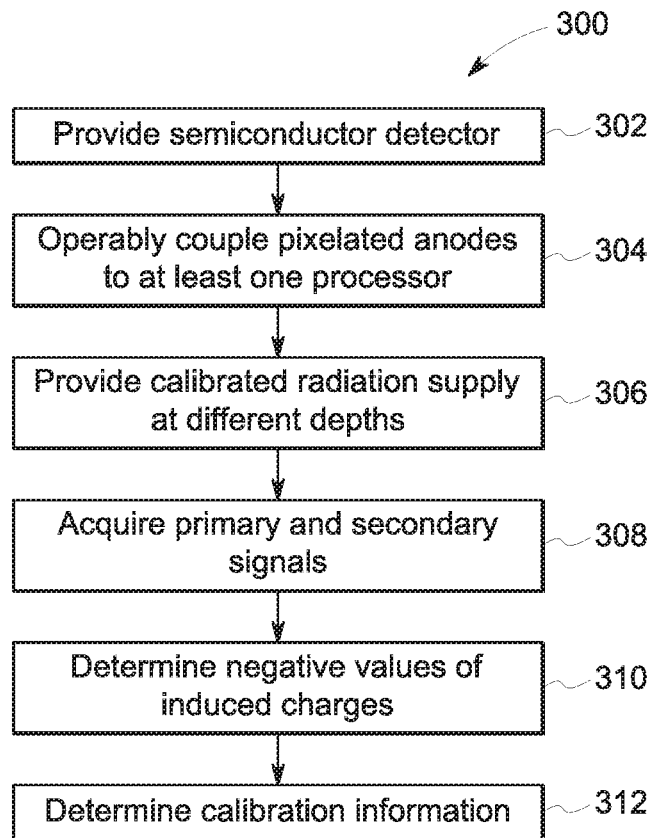 300
Provide semiconductor detector
302
Operably couple pixelated anodes
to at least one processor
304
Provide calibrated radiation supply
at different depths
306
Acquire primary and secondary
signals
308
Determine negative values of
induced charges
310
Determine calibration information
312